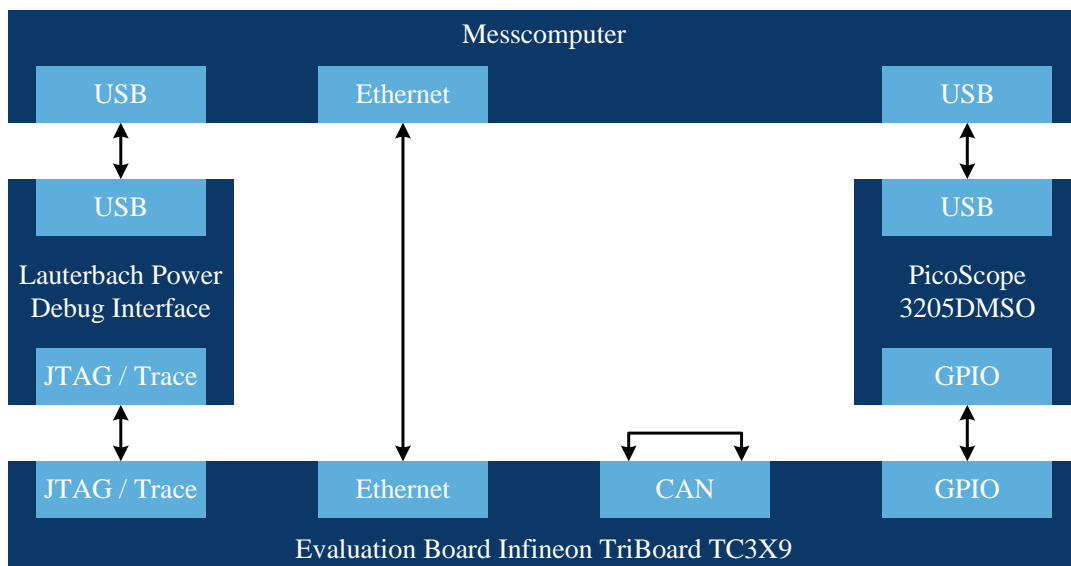 Messcomputer
USB
Ethernet
USB
USB
USB
Lauterbach Power
Debug Interface
PicoScope
3205DMSO
JTAG / Trace
GPIO
JTAG / Trace
Ethernet
CAN
GPIO
Evaluation Board Infineon TriBoard TC3X9